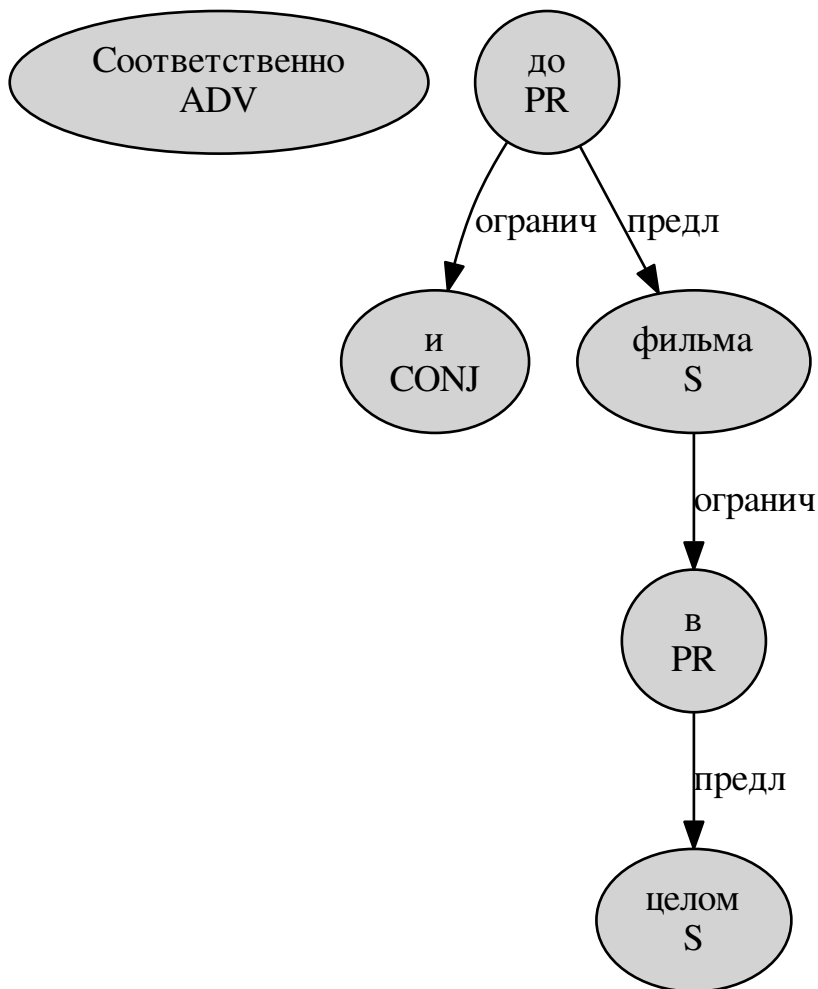 Соответственно
ADV
до
PR
огранич
предл
и
CONJ
фильма
S
огранич
в
PR
предл
целом
S